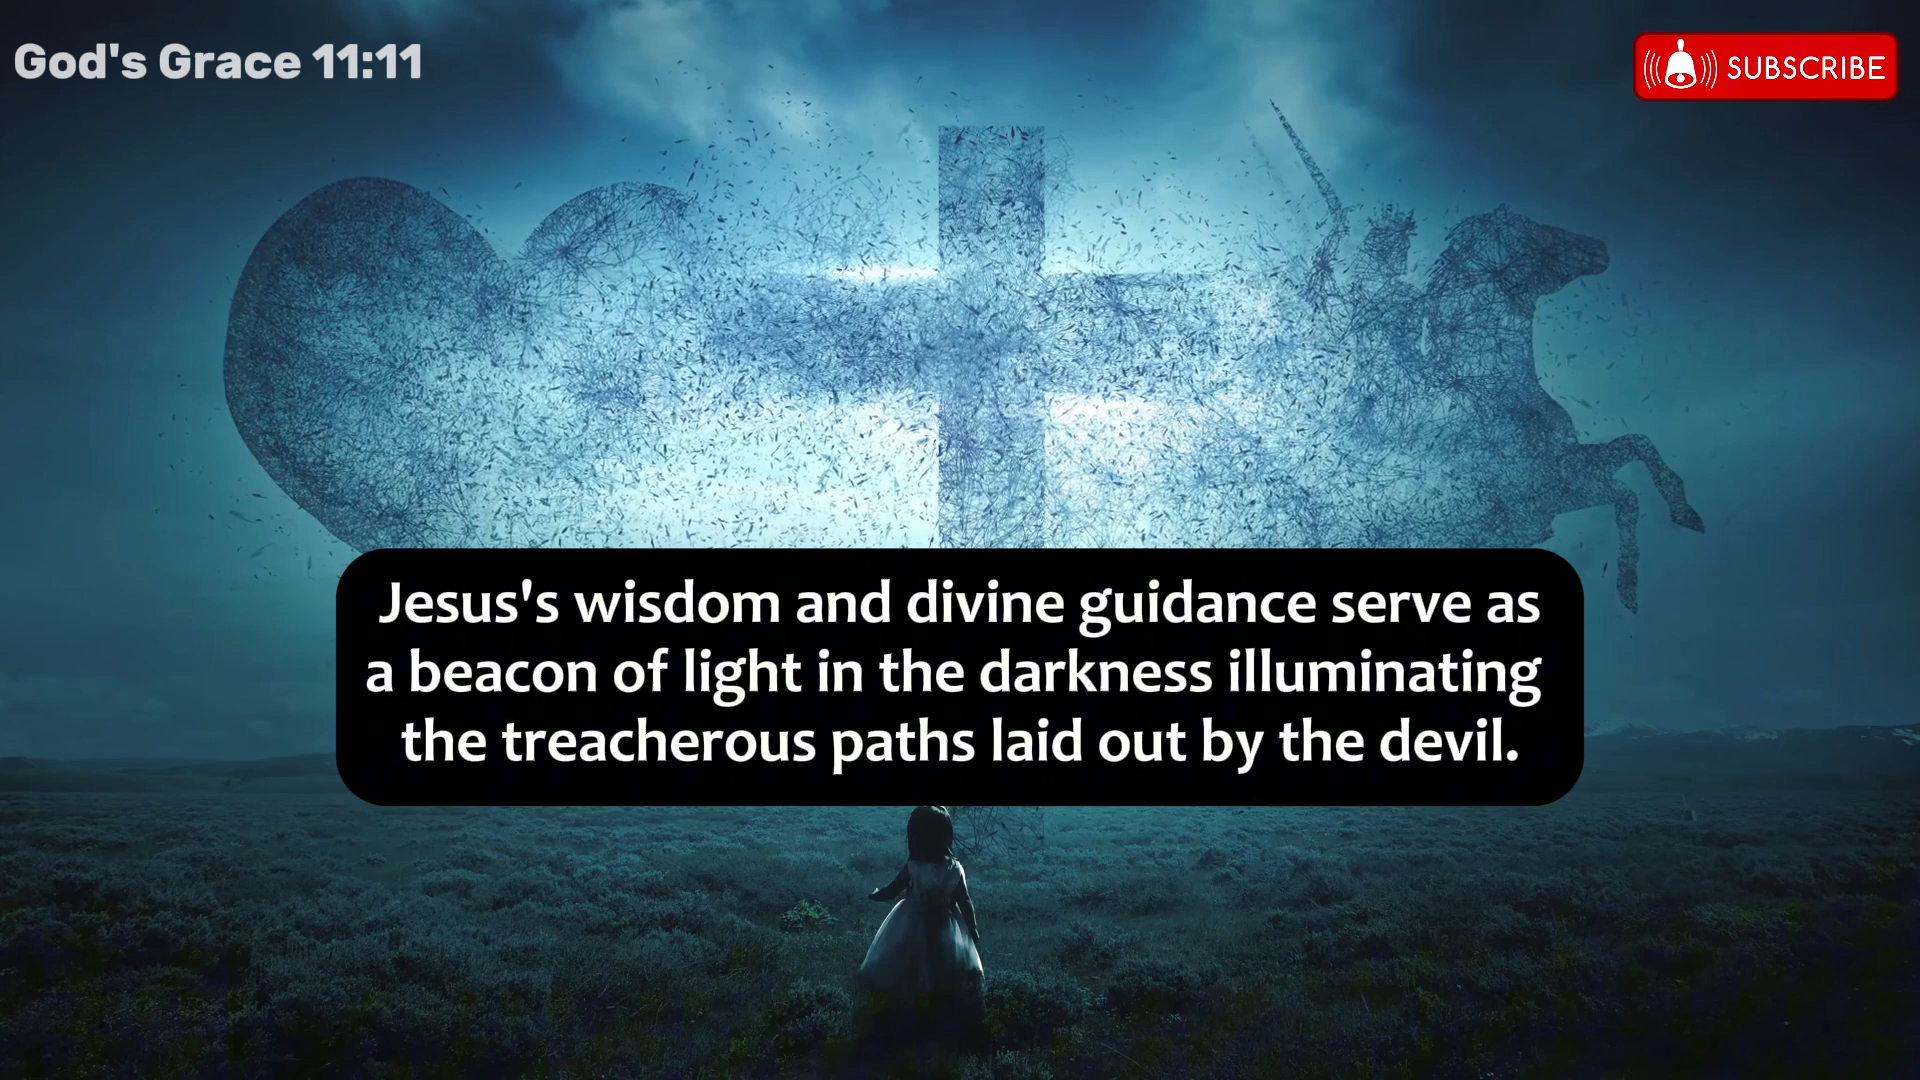 God's Grace 11:11
SUBSCRIBE
Jesus's wisdom and divine guidance serve as
a beacon of light in the darkness illuminating
the treacherous paths laid out by the devil.